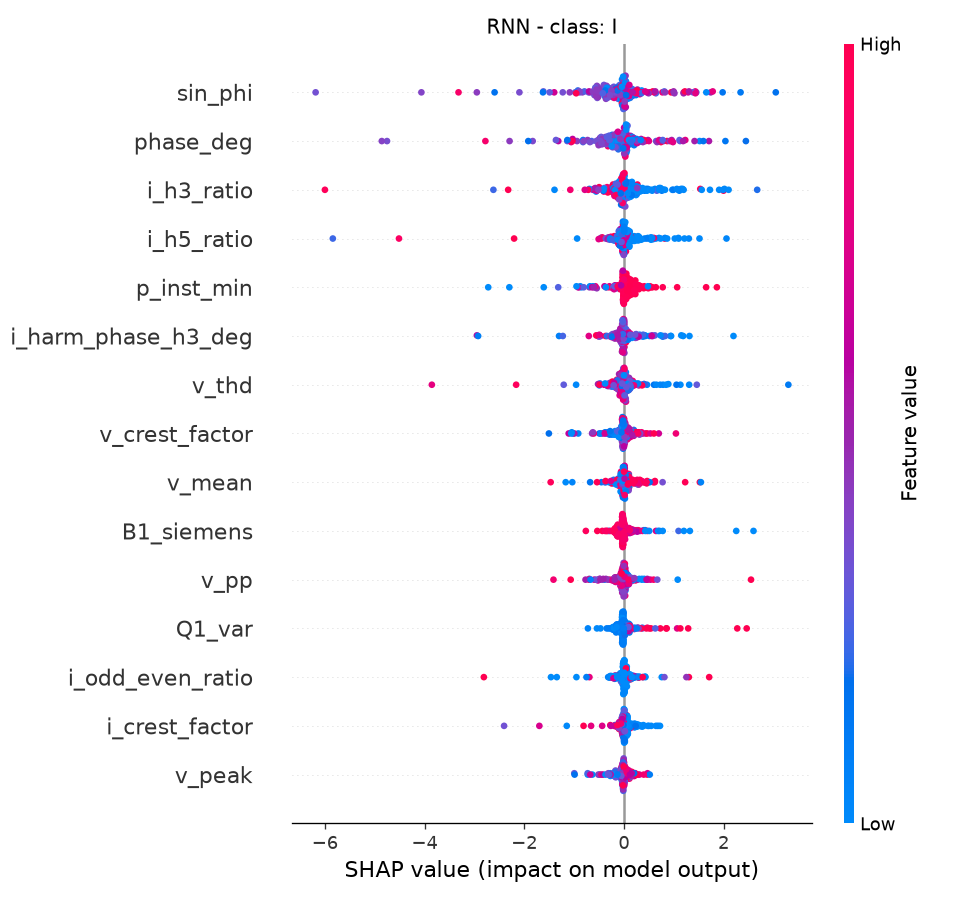 RNN - class: I
High
sin_phi
phase_deg
i_h3_ratio
i_h5_ratio
p_inst_min
i_harm_phase_h3_deg
v_thd
v_crest_factor
v_mean
B1_siemens
v_pp
Q1_var
i_odd_even_ratio
i_crest_factor
v_peak
Feature value
Low
−6 −4 −2 0 2
SHAP value (impact on model output)